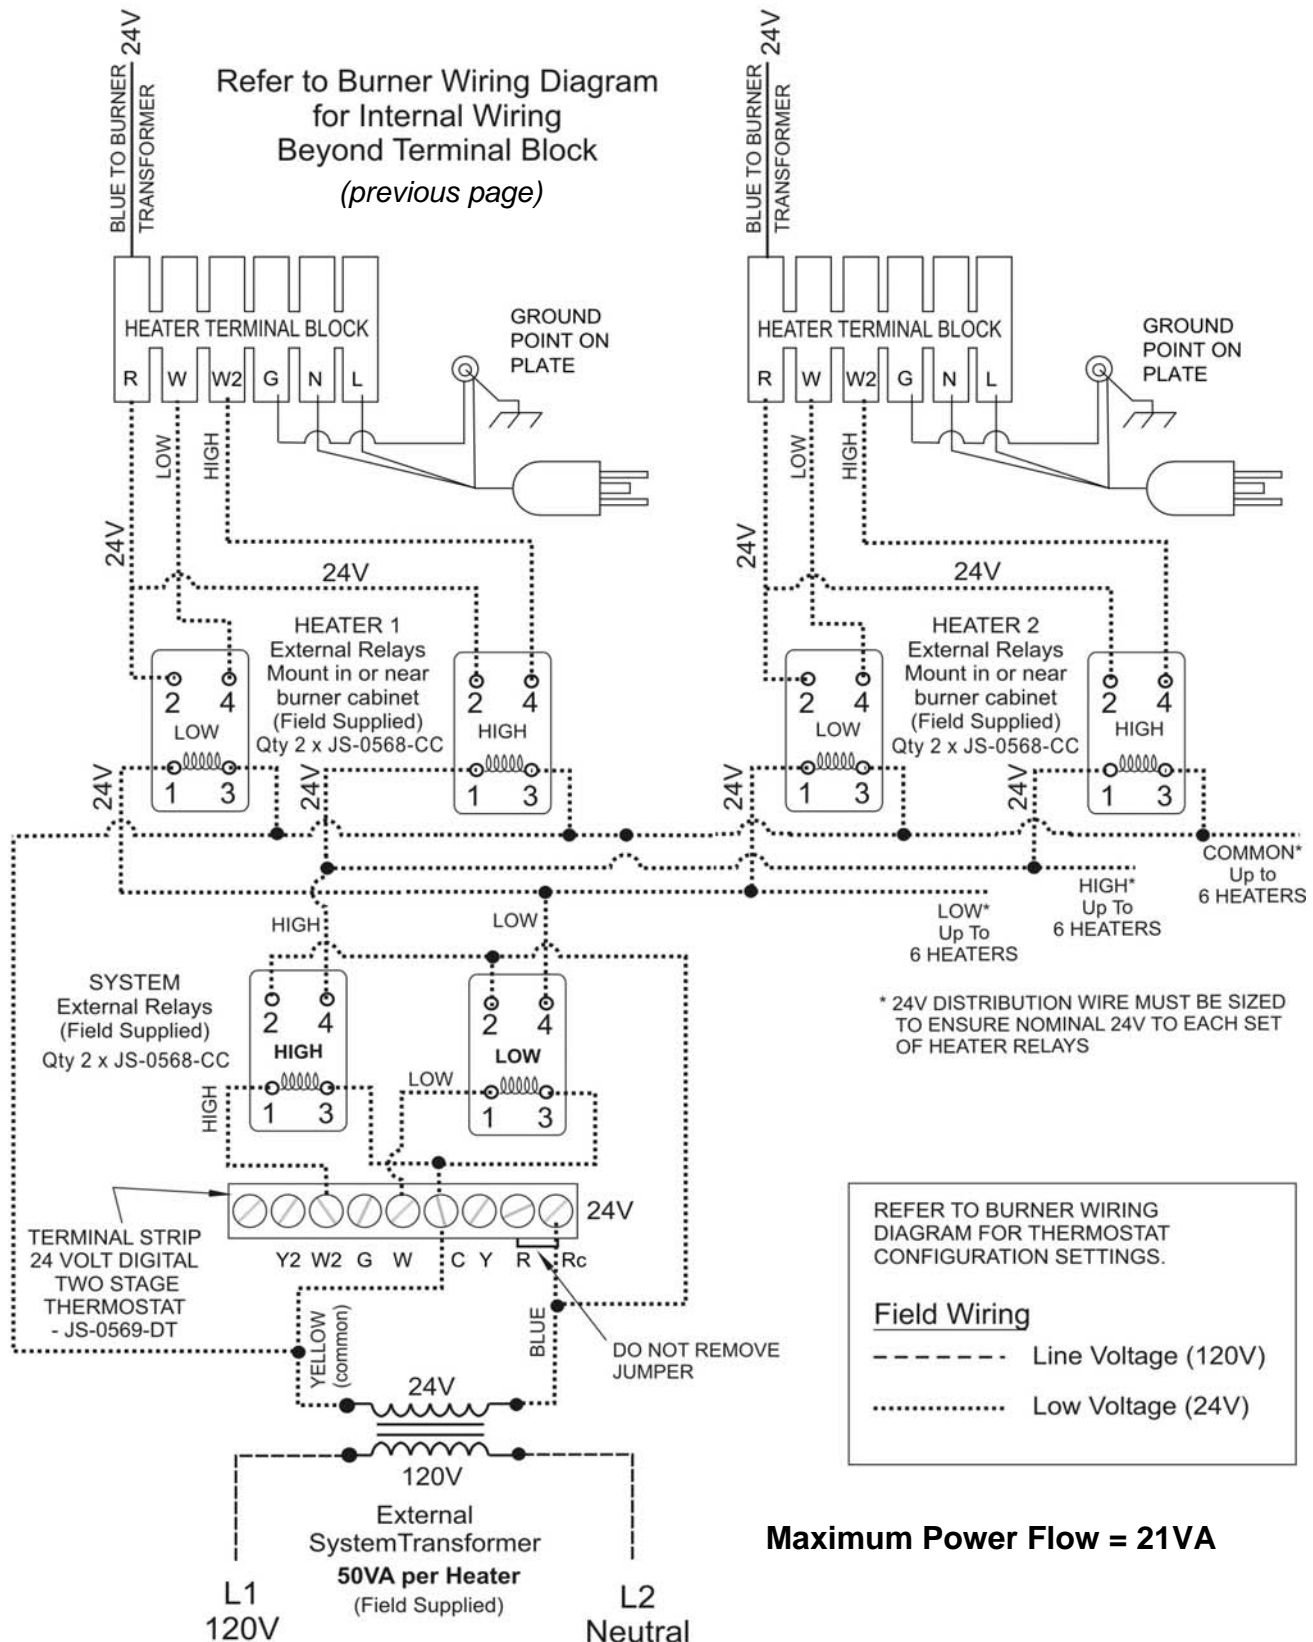 24V
BLUE TO BURNER
TRANSFORMER
Refer to Burner Wiring Diagram
for Internal Wiring
Beyond Terminal Block
(previous page)
24V
BLUE TO BURNER
TRANSFORMER
HEATER TERMINAL BLOCK
R W W2 G N L
GROUND
POINT ON
PLATE
HEATER TERMINAL BLOCK
R W W2 G N L
GROUND
POINT ON
PLATE
LOW
HIGH
24V
24V
LOW
HIGH
24V
24V
HEATER 1
External Relays
Mount in or near
burner cabinet
(Field Supplied)
Qty 2 x JS-0568-CC
2 4
LOW
1 3
2 4
HIGH
1 3
24V
24V
HEATER 2
External Relays
Mount in or near
burner cabinet
(Field Supplied)
Qty 2 x JS-0568-CC
2 4
LOW
1 3
2 4
HIGH
1 3
24V
24V
COMMON*
Up to
6 HEATERS
HIGH*
Up To
6 HEATERS
LOW*
Up To
6 HEATERS
HIGH
LOW
SYSTEM
External Relays
(Field Supplied)
Qty 2 x JS-0568-CC
2 4
HIGH
1 3
2 4
LOW
1 3
HIGH
LOW
* 24V DISTRIBUTION WIRE MUST BE SIZED
TO ENSURE NOMINAL 24V TO EACH SET
OF HEATER RELAYS
24V
Y2 W2 G W C Y R Rc
TERMINAL STRIP
24 VOLT DIGITAL
TWO STAGE
THERMOSTAT
- JS-0569-DT
YELLOW
(common)
BLUE
DO NOT REMOVE
JUMPER
24V
120V
External
SystemTransformer
50VA per Heater
(Field Supplied)
L1
120V
L2
Neutral
REFER TO BURNER WIRING
DIAGRAM FOR THERMOSTAT
CONFIGURATION SETTINGS.
Field Wiring
Line Voltage (120V)
Low Voltage (24V)
Maximum Power Flow = 21VA